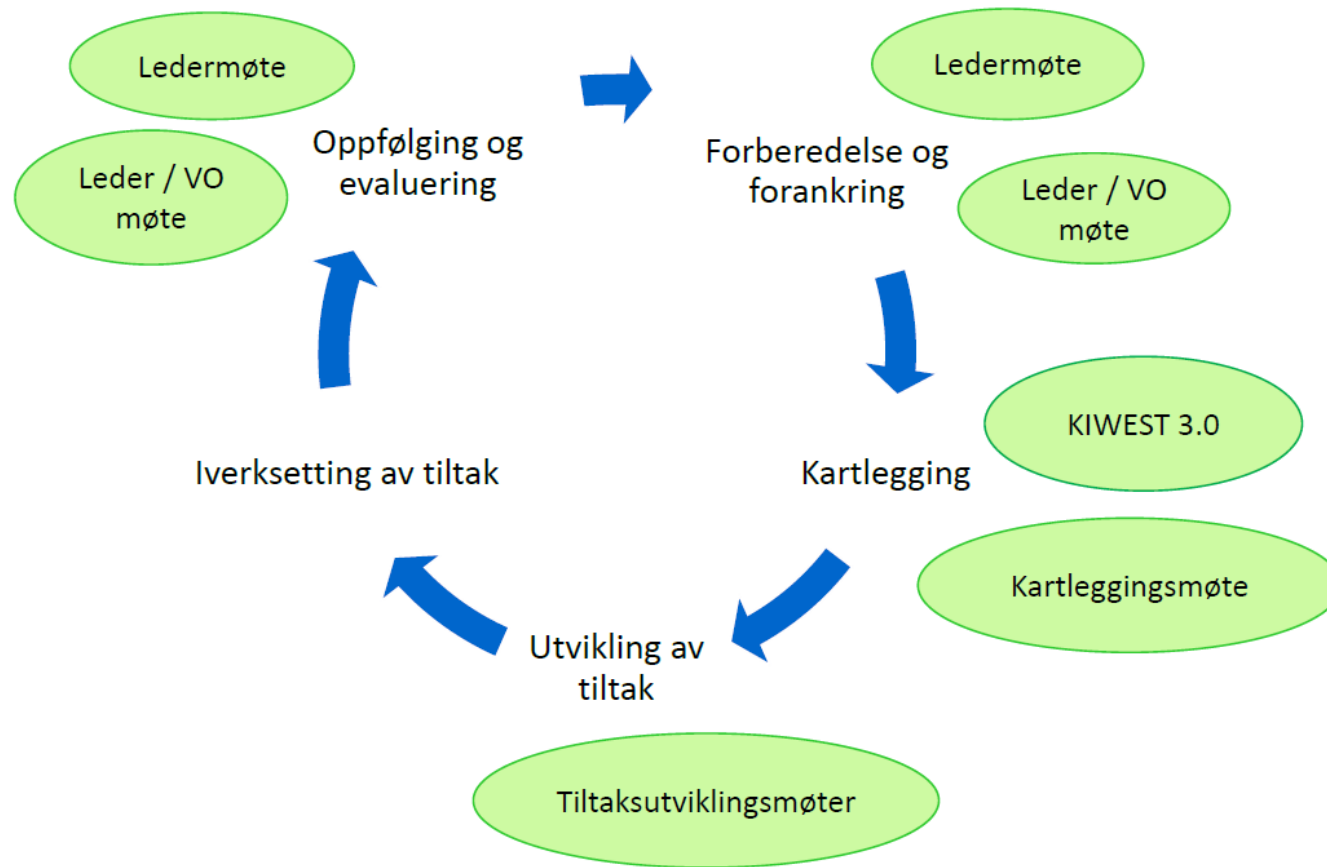 Ledermøte
Leder / VO
møte
Oppfølging og
evaluering
Forberedelse og
forankring
Ledermøte
Leder / VO
møte
Kartlegging
KIWEST 3.0
Kartleggingsmøte
Utvikling av
tiltak
Tiltaksutviklingsmøter
Iverksetting av tiltak